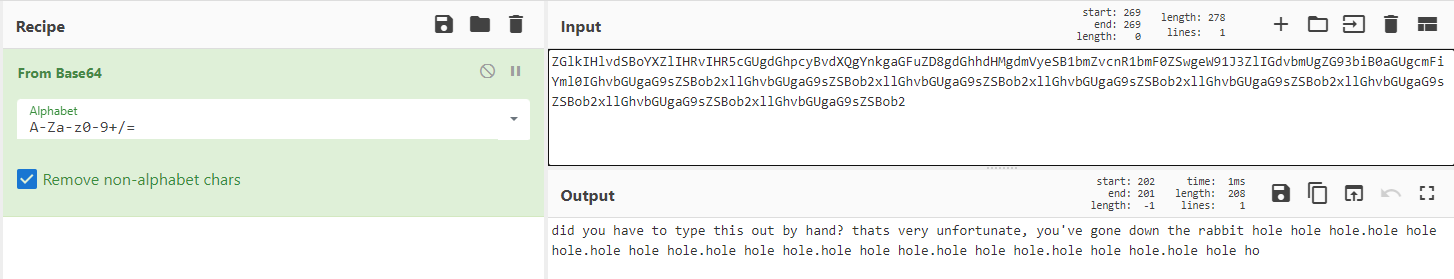 Recipe
From Base64
Alphabet
A-Za-z0-9+/=
Remove non-alphabet chars
Input
start: 269
end: 269
length: 0
length: 278
lines: 1
ZGlkIHlvdSBoYXZlIHRvIHR5cGUgdGhpcyBvdXQgYnkgaGFuZD8gdGhhdHMgdmVyeSB1bmZvcnR1bmF0ZSwgeW91J3ZlIGdvbmUgZG93biB0aGUgcmFi
Yml0IGhvbGUgaG9sZSBob2xlLmhvbGUgaG9sZSBob2xlLmhvbGUgaG9sZSBob2xlLmhvbGUgaG9sZSBob2xlLmhvbGUgaG9sZSBob2xlLmhvbGUgaG9s
ZSBob2xlLmhvbGUgaG9sZSBob2xlLmhvbGUgaG9sZSBob2
Output
start: 202
end: 201
length: -1
time: 1ms
length: 208
lines: 1
did you have to type this out by hand? thats very unfortunate, you've gone down the rabbit hole hole hole.hole hole
hole.hole hole hole.hole hole hole.hole hole hole.hole hole hole.hole hole hole.hole hole ho